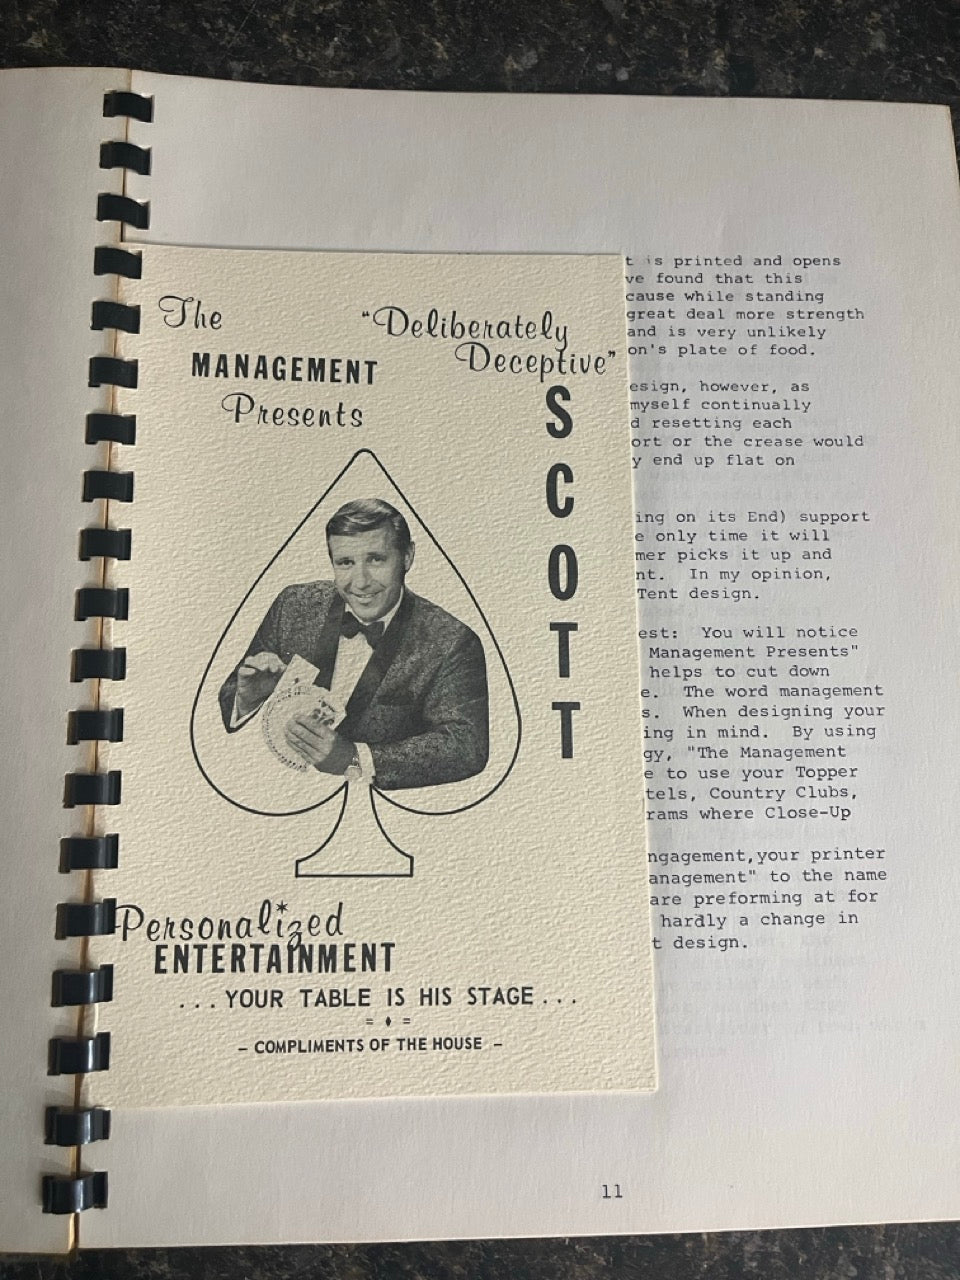 The
MANAGEMENT
Presents
"Deliberately
Deceptive"
S
C
O
T
T
Personalized
ENTERTAINMENT
...YOUR TABLE IS HIS STAGE...
= ♦ =
– COMPLIMENTS OF THE HOUSE –
t is printed and opens
ve found that this
cause while standing
great deal more strength
and is very unlikely
on's plate of food.
esign, however, as
myself continually
d resetting each
ort or the crease would
y end up flat on
ing on its End) support
e only time it will
mer picks it up and
nt. In my opinion,
Tent design.
est: You will notice
Management Presents"
helps to cut down
e. The word management
s. When designing your
ing in mind. By using
gy, "The Management
e to use your Topper
tels, Country Clubs,
rams where Close-Up
ngagement,your printer
anagement" to the name
are preforming at for
hardly a change in
t design.
11